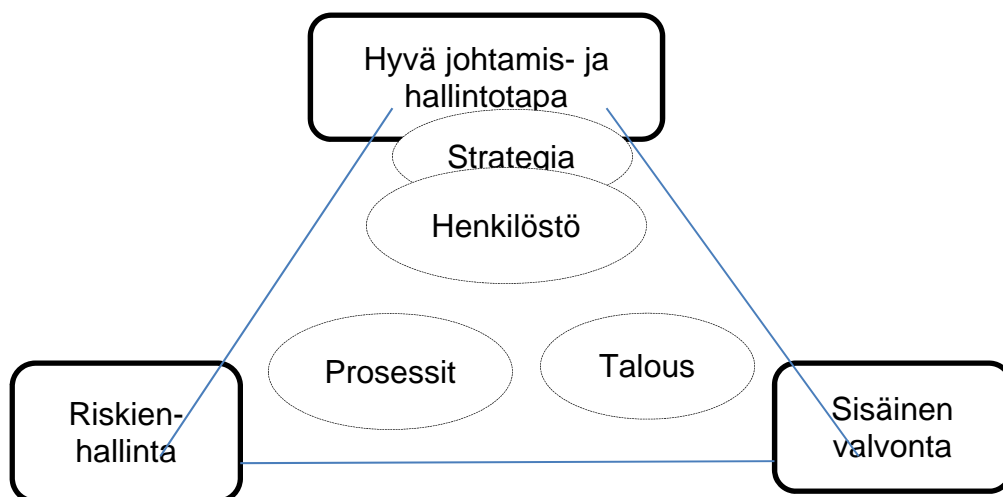 Hyvä johtamis- ja
hallintotapa
Strategia
Henkilöstö
Prosessit
Talous
Riskien-
hallinta
Sisäinen
valvonta